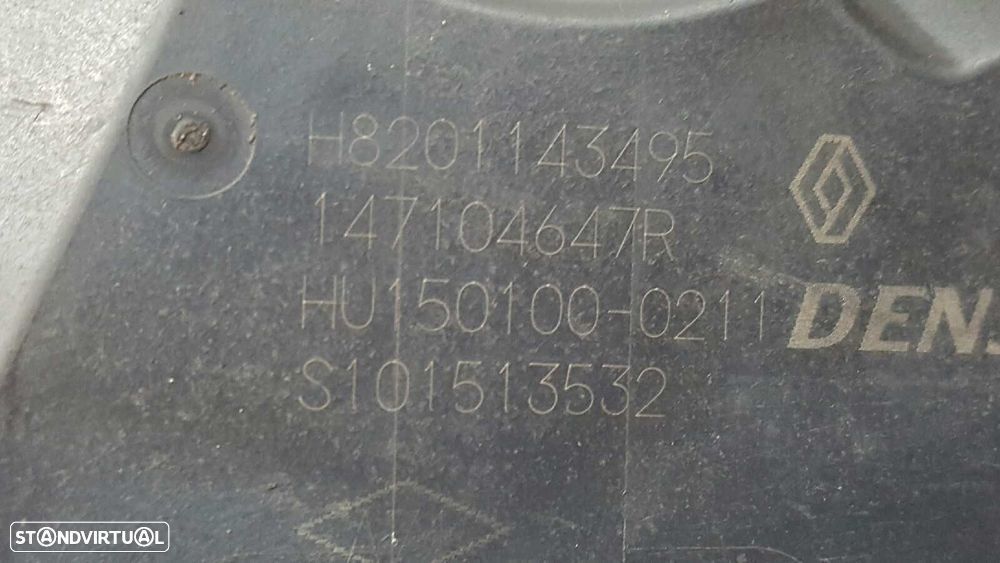 H8201143495
147104647R
HU150100-0211
DEN
S101513532
STANDVIRTUAL